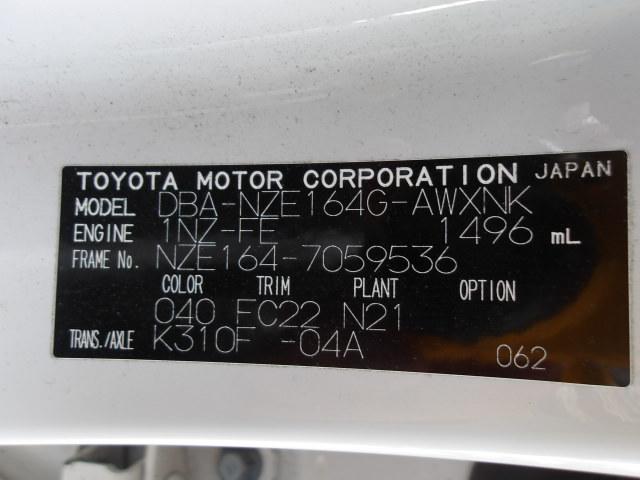 TOYOTA MOTOR CORPORATION JAPAN
MODEL DBA-NZE164G-AWXNK
ENGINE 1NZ-FE 1496 mL
FRAME No. NZE164-7059536
COLOR TRIM PLANT OPTION
040 FC22 N21
TRANS./AXLE K310F -04A 062